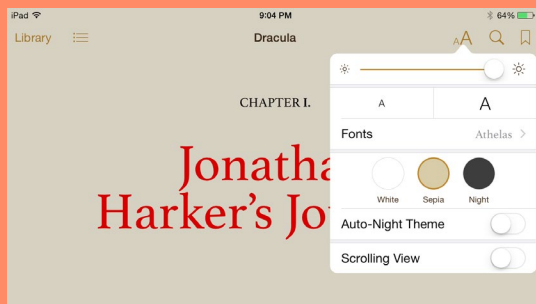 iPad 9:04 PM 64%
Library Dracula AA
CHAPTER I.
A A
Fonts Athelas >
Jonatha
White Sepia Night
Harker's Jo
Auto-Night Theme
Scrolling View